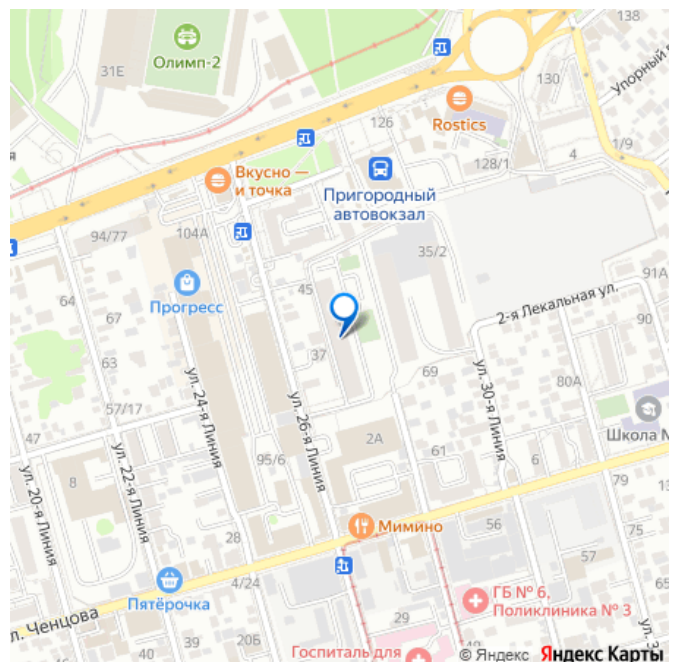 138
Олимп-2
31Е
130
Упорный
Rostics
126
1/9
Вкусно —
и точка
128/1
4
Пригородный
автовокзал
94/77
104А
35/2
91А
Прогресс
45
2-я Лекальная ул.
64
67
90
37
69
80А
57/17
ул. 24-я Линия
ул. 26-я Линия
ул. 30-я Линия
47
2А
Школа №
ул. 22-я Линия
95/6
61
6
8
ул. 20-я Линия
79
75
Мимино
56
28
57
Пятёрочка
4/24
ГБ № 6,
Поликлиника № 3
65
л. Ченцова
20Б
29
ул. 3
Госпиталь для
© Яндекс Яндекс Карты